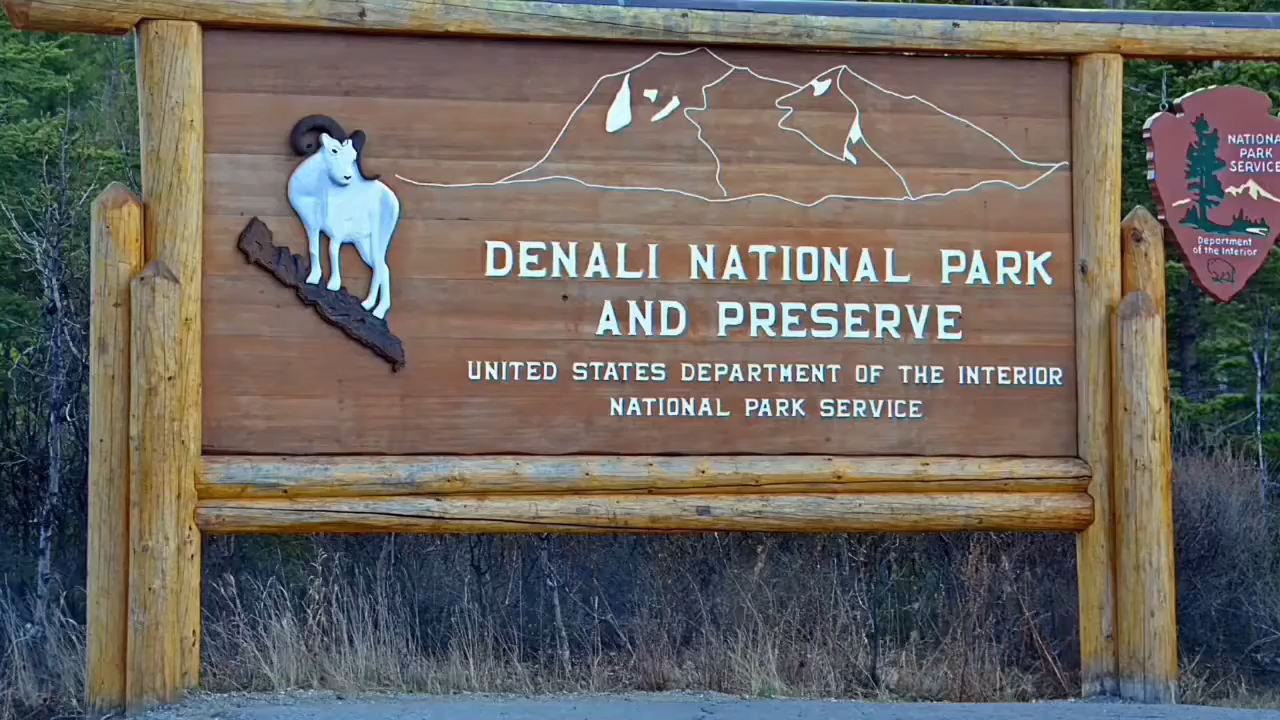 DENALI NATIONAL PARK
AND PRESERVE
UNITED STATES DEPARTMENT OF THE INTERIOR
NATIONAL PARK SERVICE
NATIONAL
PARK
SERVICE
Department
of the Interior